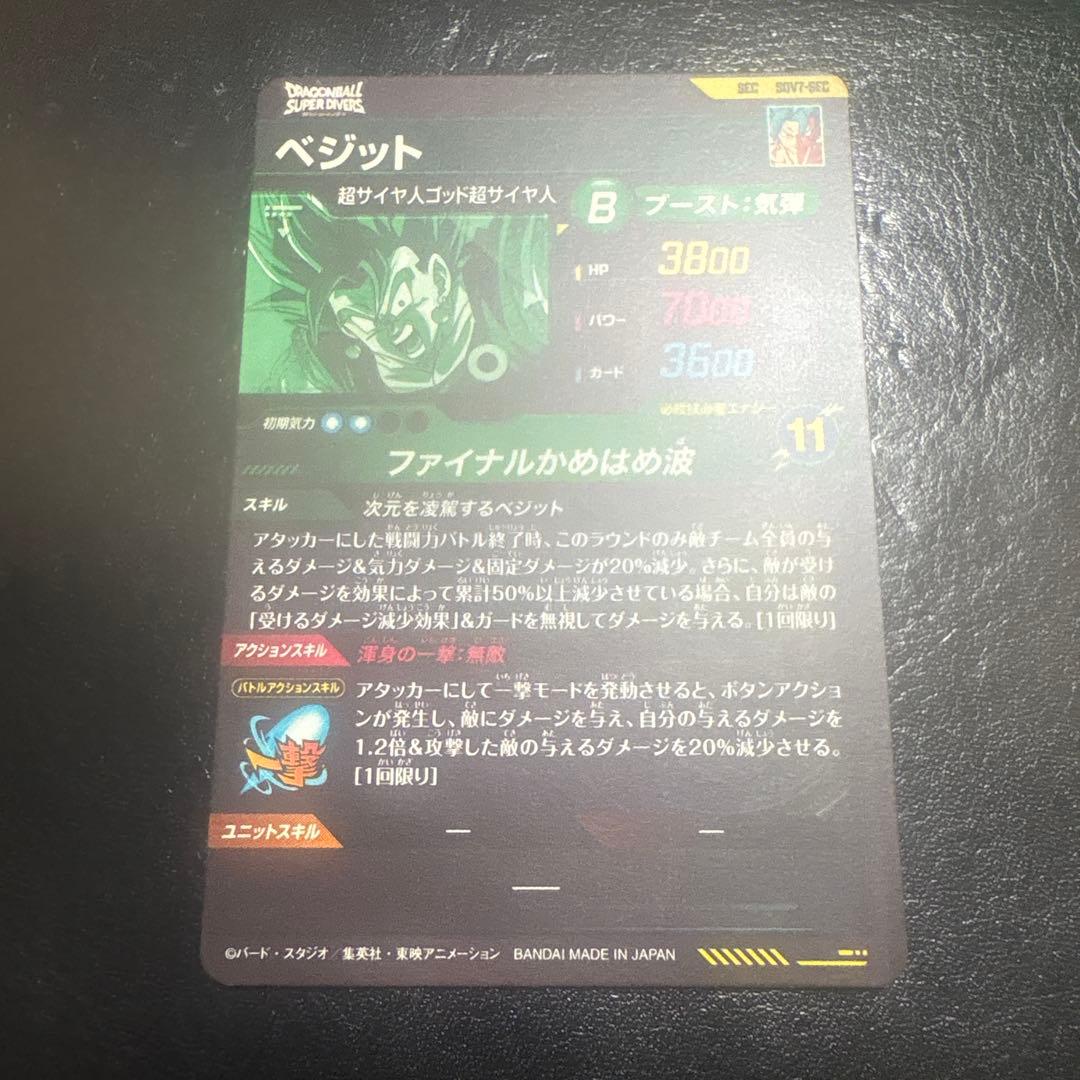 DRAGONBALL
SUPER DIVERS
SEC SDV7-SEC
ベジット
超サイヤ人ゴッド超サイヤ人
B ブースト：気弾
HP 3800
パワー 7000
ガード 3600
初期気力
必殺技必要エナジー
11
ファイナルかめはめ波
スキル 次元を凌駕するベジット
アタッカーにした戦闘力バトル終了時、このラウンドのみ敵チーム全員の与
えるダメージ&気力ダメージ&固定ダメージが20%減少。さらに、敵が受け
るダメージを効果によって累計50%以上減少させている場合、自分は敵の
「受けるダメージ減少効果」&ガードを無視してダメージを与える。[1回限り]
アクションスキル 渾身の一撃：無敵
バトルアクションスキル
一撃
アタッカーにして一撃モードを発動させると、ボタンアクショ
ンが発生し、敵にダメージを与え、自分の与えるダメージを
1.2倍&攻撃した敵の与えるダメージを20%減少させる。
[1回限り]
ユニットスキル — —
—
©バード・スタジオ／集英社・東映アニメーション BANDAI MADE IN JAPAN